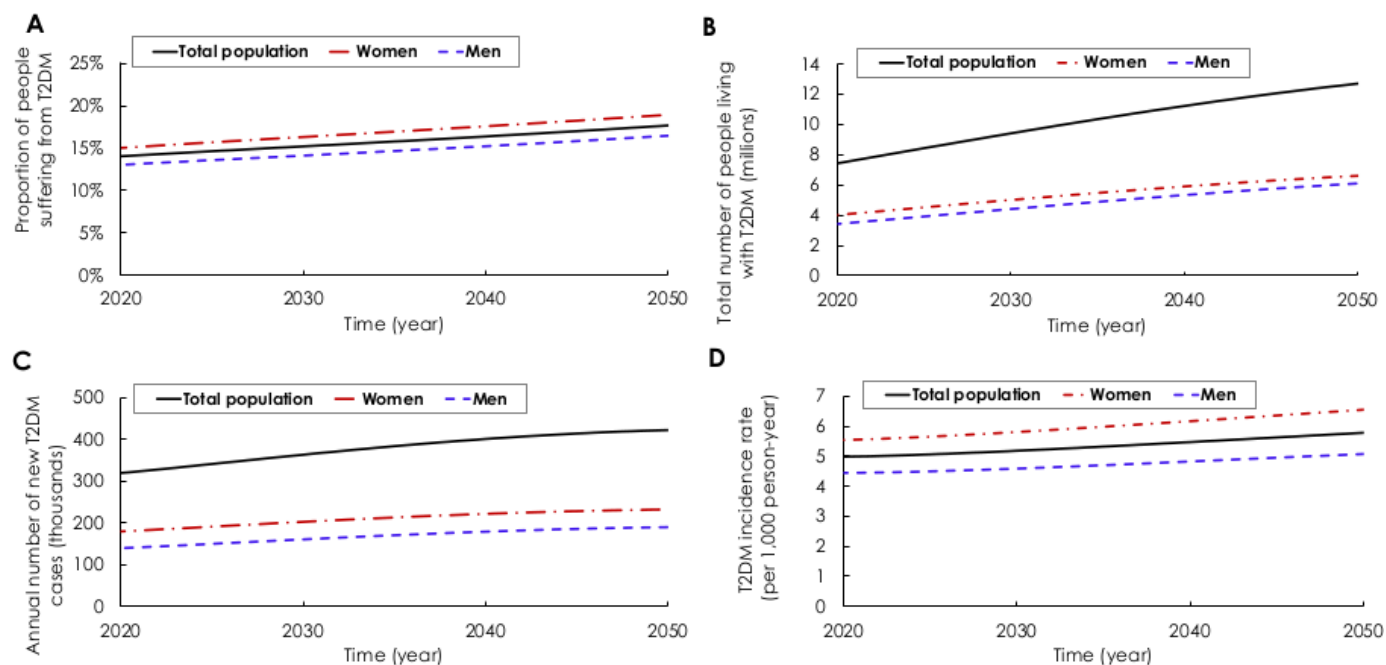 A
Total population Women Men
Proportion of people
suffering from T2DM
25%
20%
15%
10%
5%
0%
2020 2030 2040 2050
Time (year)
B
Total population Women Men
Total number of people living
with T2DM (millions)
14
12
10
8
6
4
2
0
2020 2030 2040 2050
Time (year)
C
Total population Women Men
Annual number of new T2DM
cases (thousands)
500
400
300
200
100
0
2020 2030 2040 2050
Time (year)
D
Total population Women Men
T2DM incidence rate
(per 1,000 person-year)
7
6
5
4
3
2
1
0
2020 2030 2040 2050
Time (year)